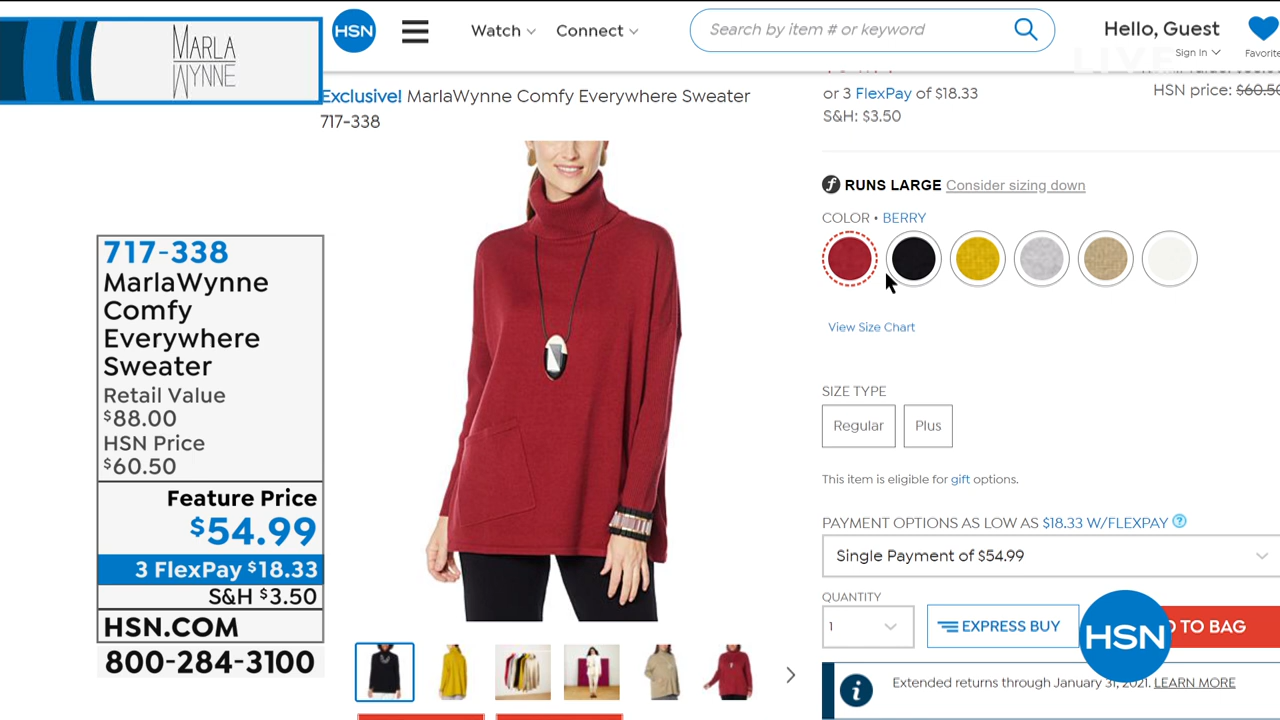 MARLA
WYNNE
HSN
Watch
Connect
Search by item # or keyword
Hello, Guest
Sign In
LIVE
Exclusive! MarlaWynne Comfy Everywhere Sweater
717-338
or 3 FlexPay of $18.33
S&H: $3.50
HSN price: $60.50
f RUNS LARGE Consider sizing down
COLOR • BERRY
View Size Chart
SIZE TYPE
Regular
Plus
This item is eligible for gift options.
PAYMENT OPTIONS AS LOW AS $18.33 W/FLEXPAY ?
Single Payment of $54.99
QUANTITY
1
EXPRESS BUY
TO BAG
HSN
i
Extended returns through January 31, 2021. LEARN MORE
717-338
MarlaWynne
Comfy
Everywhere
Sweater
Retail Value
$88.00
HSN Price
$60.50
Feature Price
$54.99
3 FlexPay $18.33
S&H $3.50
HSN.COM
800-284-3100